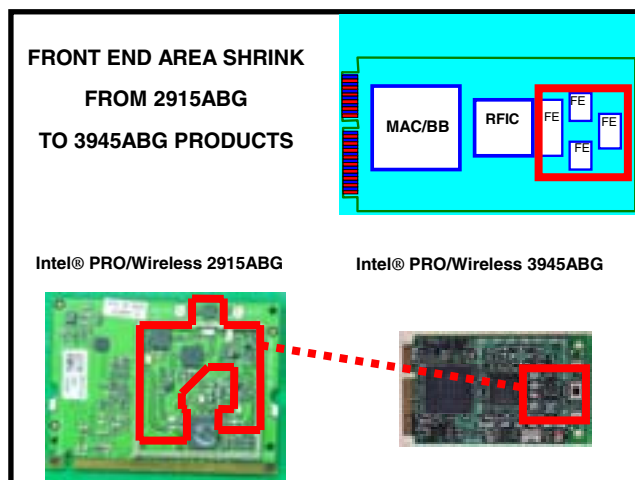 FRONT END AREA SHRINK
FROM 2915ABG
TO 3945ABG PRODUCTS
MAC/BB
RFIC
FE
FE
FE
FE
Intel® PRO/Wireless 2915ABG
Intel® PRO/Wireless 3945ABG